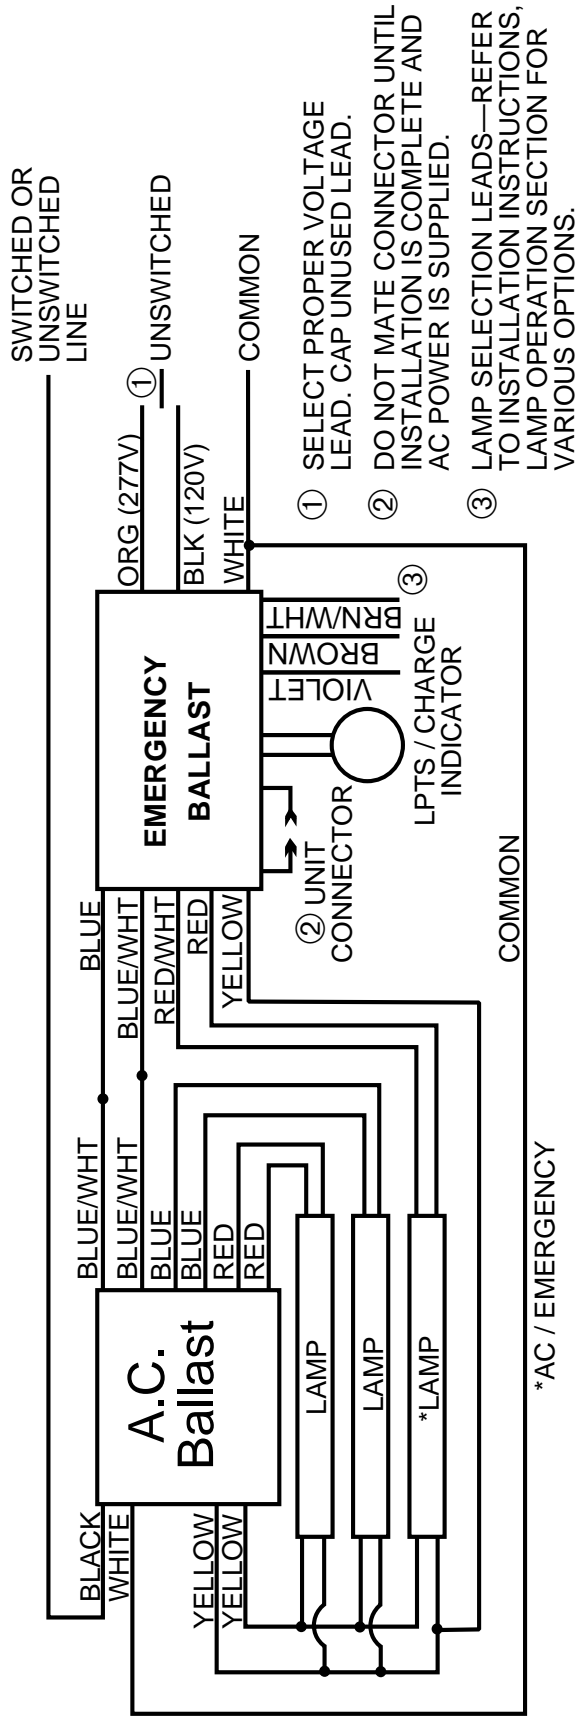 SWITCHED OR
UNSWITCHED
LINE
BLACK
WHITE
A.C.
Ballast
BLUE/WHT
BLUE/WHT
BLUE
BLUE
RED
RED
YELLOW
YELLOW
LAMP
LAMP
*LAMP
*AC / EMERGENCY
BLUE
BLUE/WHT
RED/WHT
RED
YELLOW
EMERGENCY
BALLAST
ORG (277V)
① UNSWITCHED
BLK (120V)
WHITE
COMMON
② UNIT
CONNECTOR
LPTS / CHARGE
INDICATOR
VIOLET
BROWN
BRN/WHT
③
COMMON
① SELECT PROPER VOLTAGE
LEAD. CAP UNUSED LEAD.
② DO NOT MATE CONNECTOR UNTIL
INSTALLATION IS COMPLETE AND
AC POWER IS SUPPLIED.
③ LAMP SELECTION LEADS—REFER
TO INSTALLATION INSTRUCTIONS,
LAMP OPERATION SECTION FOR
VARIOUS OPTIONS.